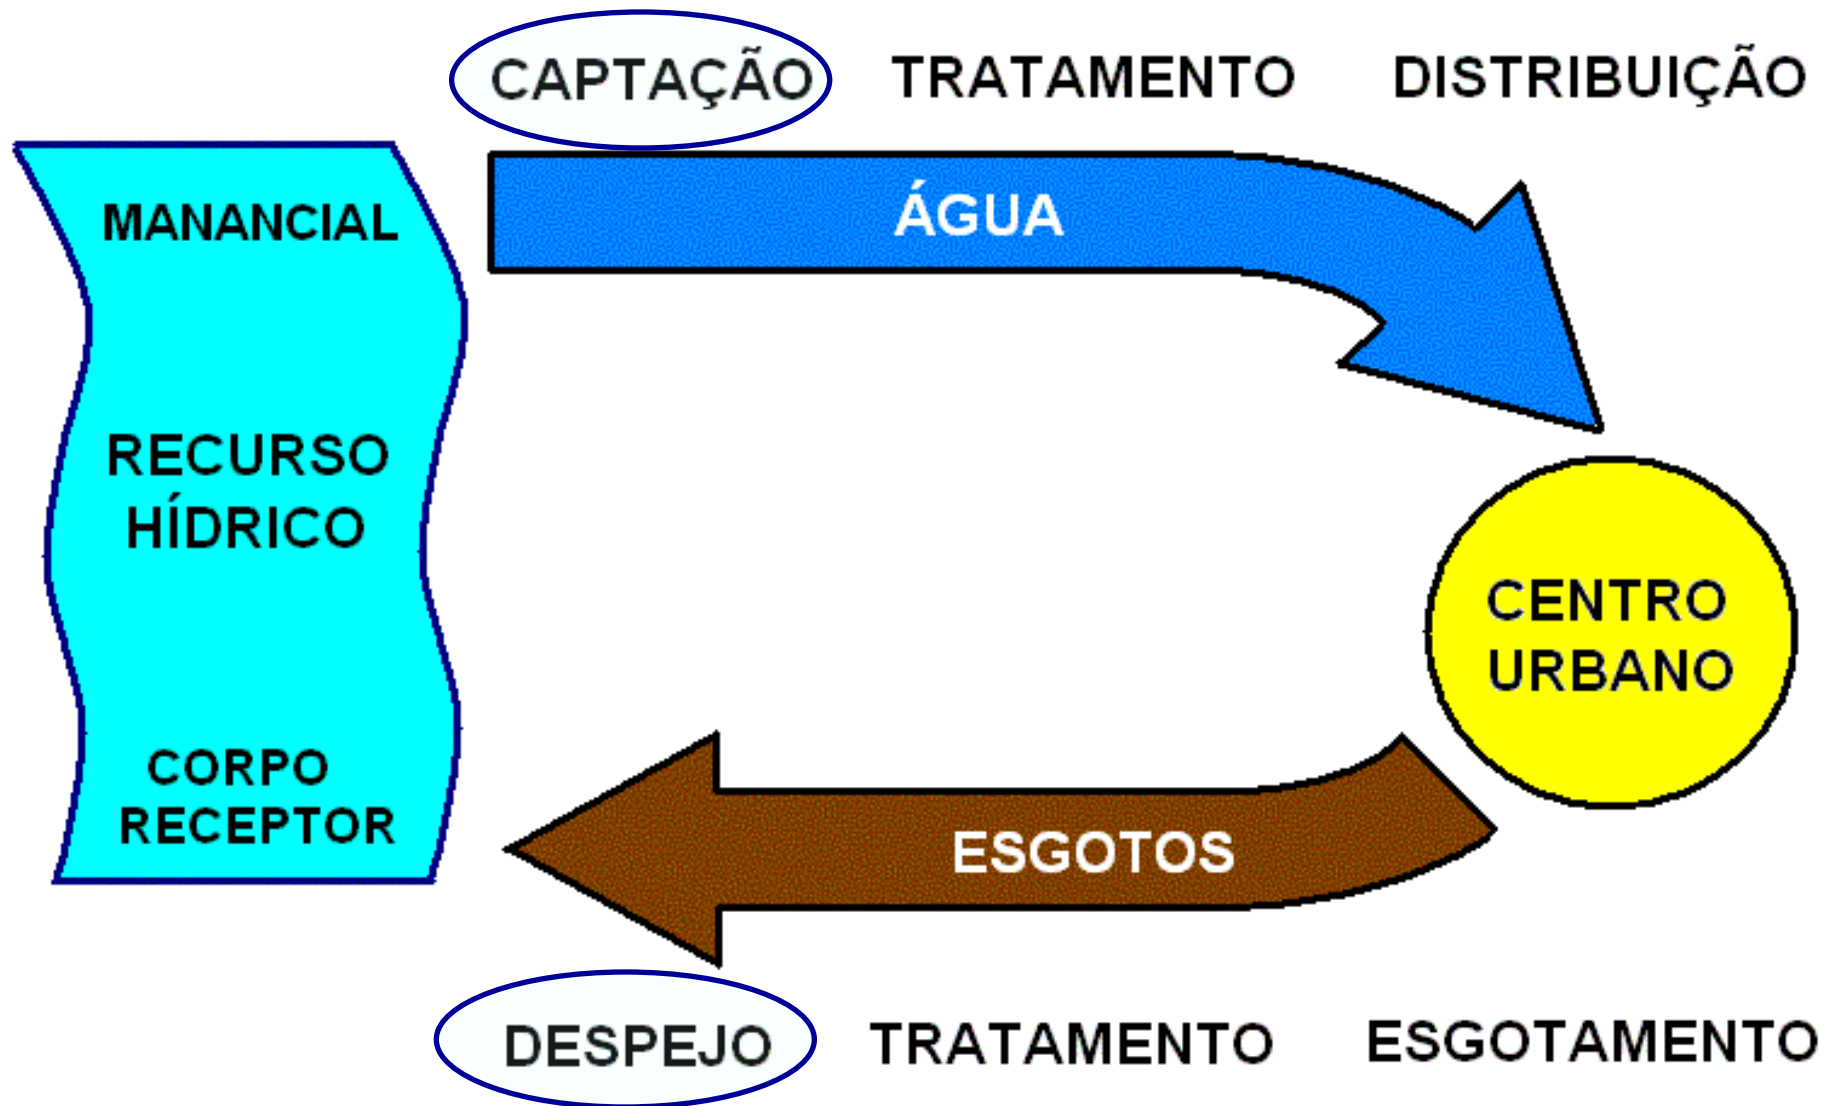 CAPTAÇÃO TRATAMENTO DISTRIBUIÇÃO
MANANCIAL
ÁGUA
RECURSO
HÍDRICO
CENTRO
URBANO
CORPO
RECEPTOR
ESGOTOS
DESPEJO TRATAMENTO ESGOTAMENTO